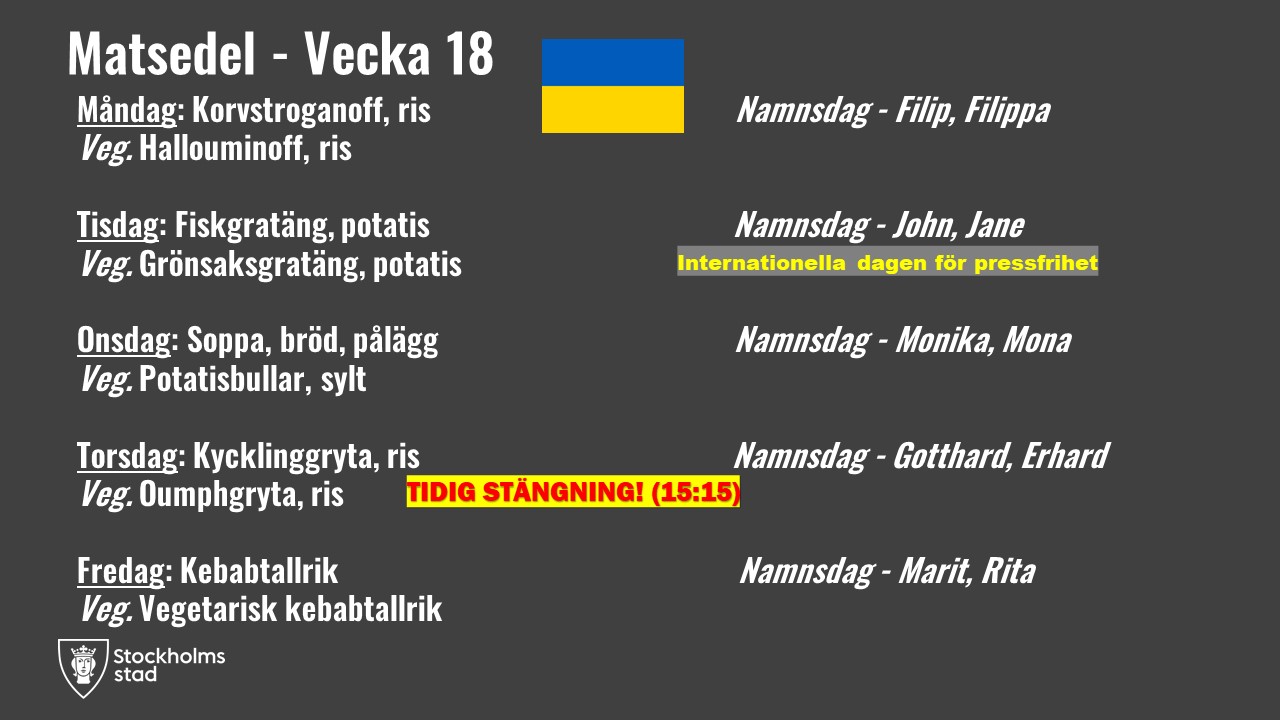 Matsedel - Vecka 18
Måndag: Korvstroganoff, ris
Namnsdag - Filip, Filippa
Veg. Hallouminoff, ris
Tisdag: Fiskgratäng, potatis
Namnsdag - John, Jane
Veg. Grönsaksgratäng, potatis
Internationella dagen för pressfrihet
Onsdag: Soppa, bröd, pålägg
Namnsdag - Monika, Mona
Veg. Potatisbullar, sylt
Torsdag: Kycklinggryta, ris
Namnsdag - Gotthard, Erhard
Veg. Oumphgryta, ris
TIDIG STÄNGNING! (15:15)
Fredag: Kebabtallrik
Namnsdag - Marit, Rita
Veg. Vegetarisk kebabtallrik
Stockholms
stad